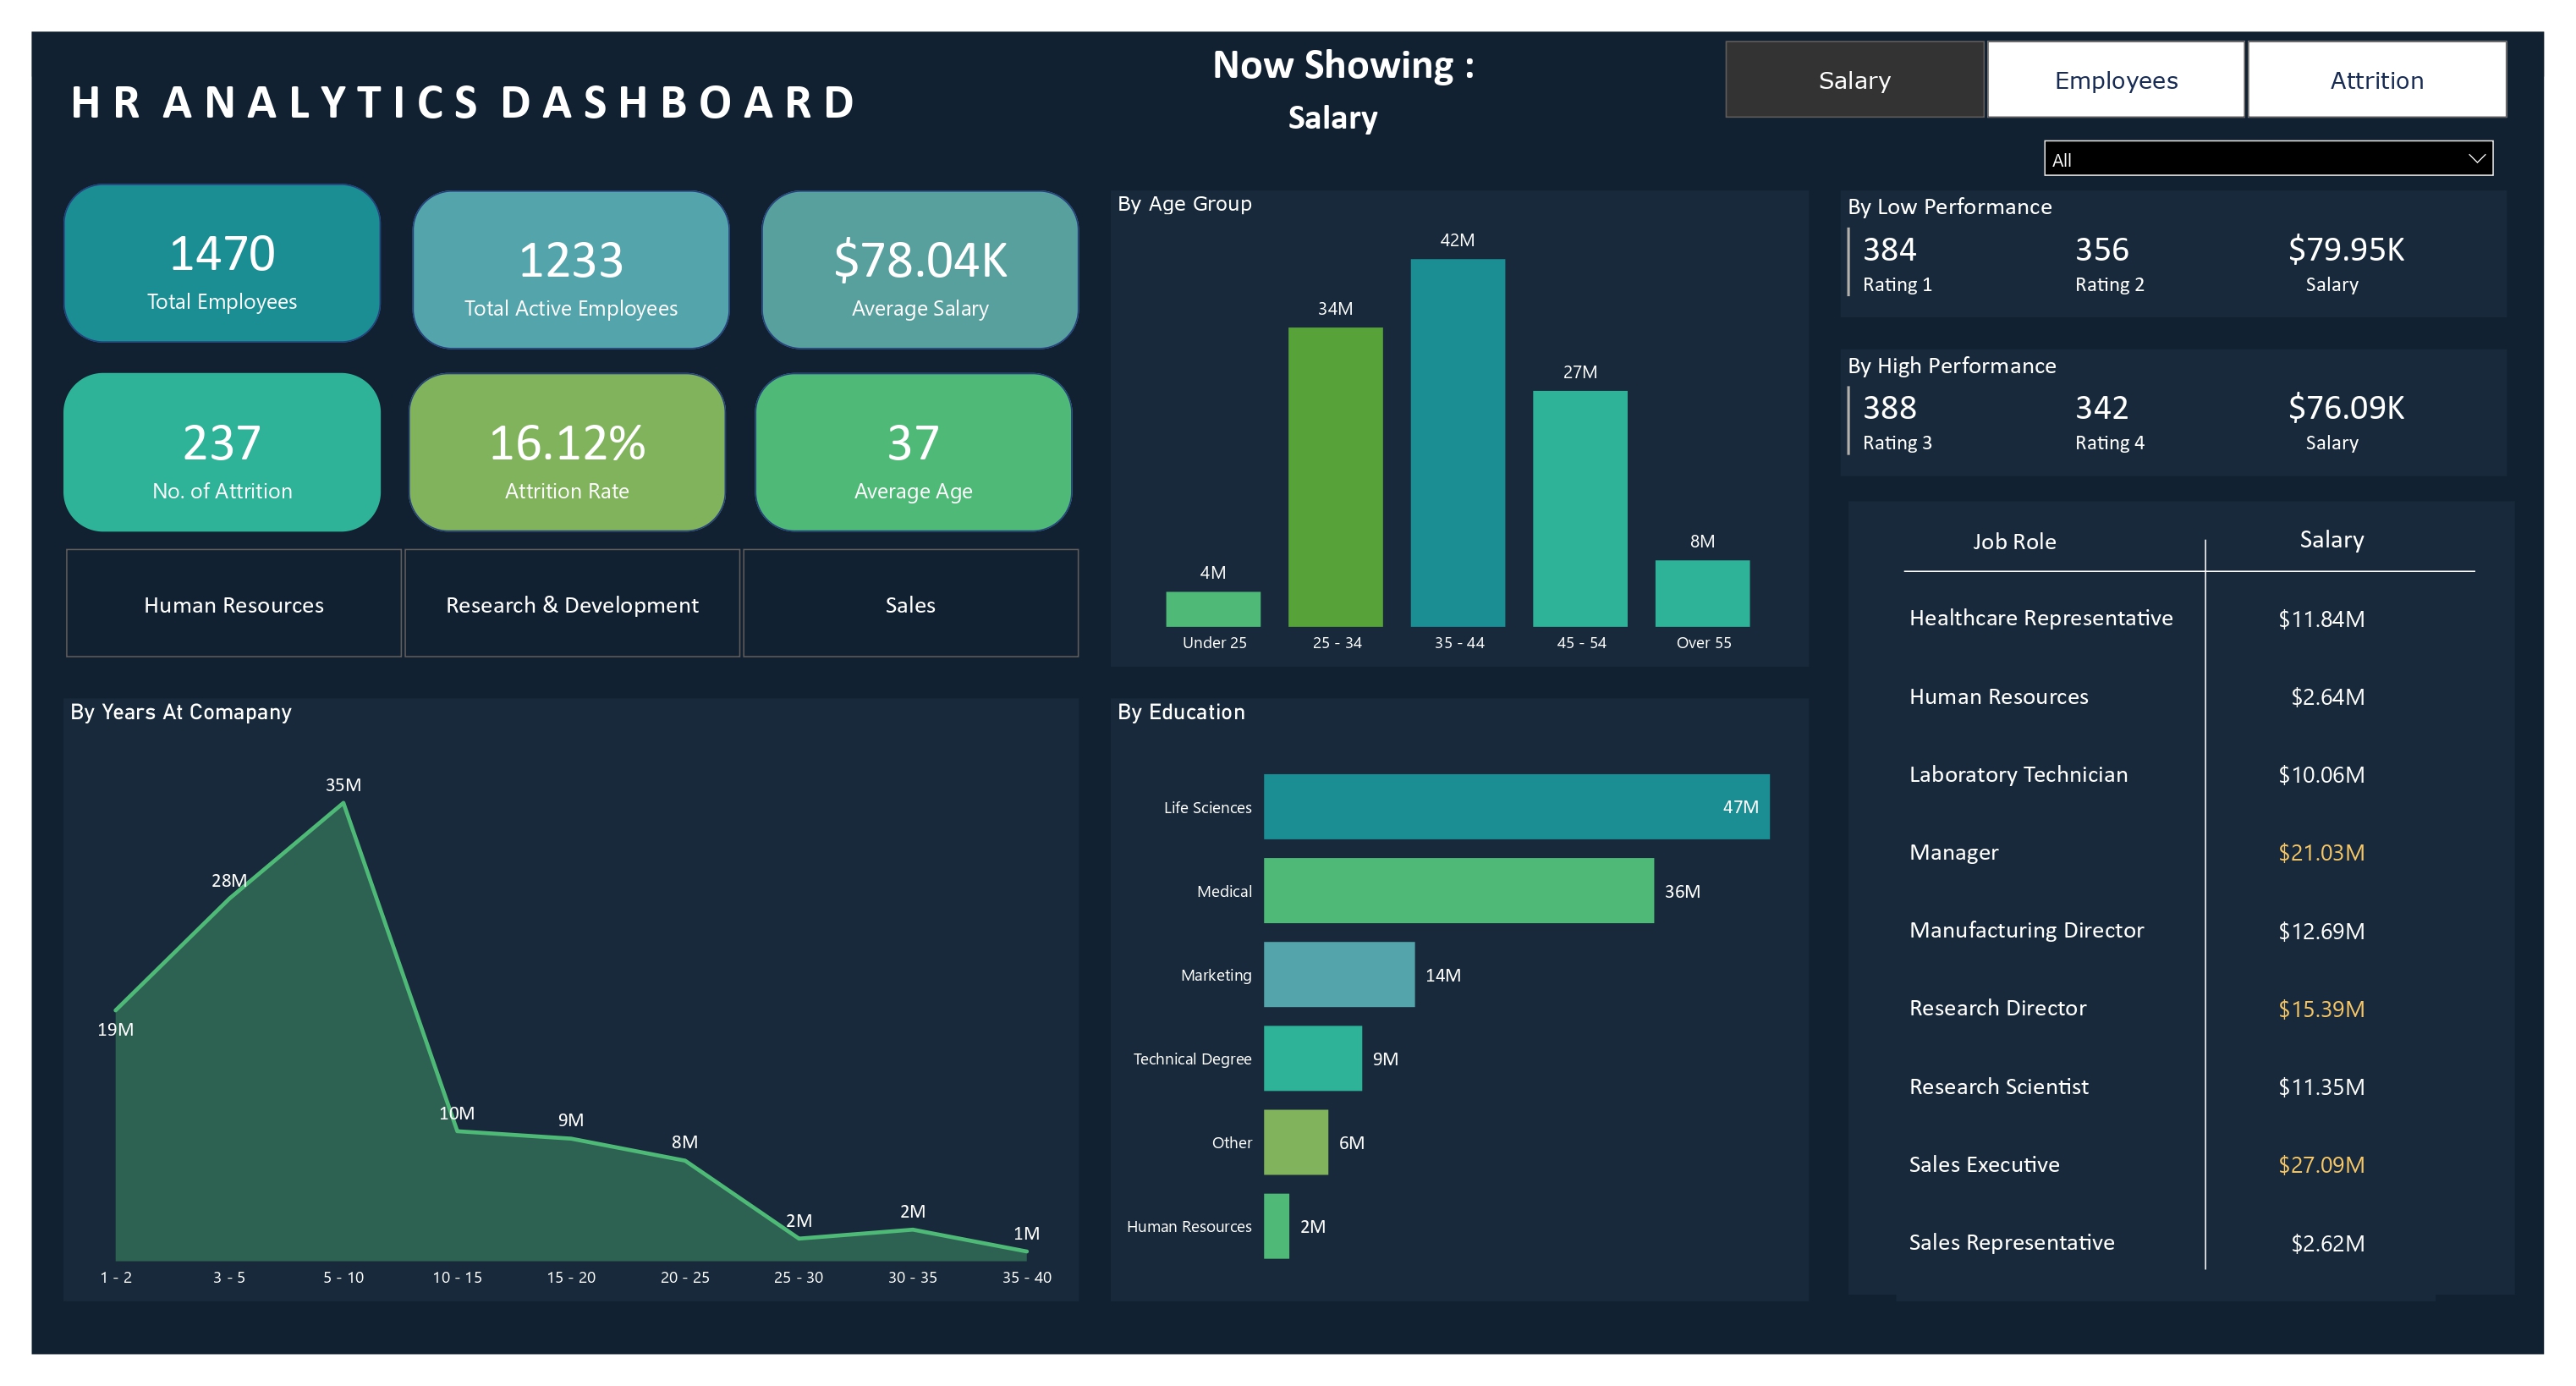 HR ANALYTICS DASHBOARD
Now Showing :
Salary
Salary
Employees
Attrition
All
1470
Total Employees
1233
Total Active Employees
$78.04K
Average Salary
237
No. of Attrition
16.12%
Attrition Rate
37
Average Age
Human Resources
Research & Development
Sales
By Age Group
42M
34M
27M
8M
4M
Under 25
25 - 34
35 - 44
45 - 54
Over 55
By Low Performance
384
356
$79.95K
Rating 1
Rating 2
Salary
By High Performance
388
342
$76.09K
Rating 3
Rating 4
Salary
By Years At Comapany
35M
28M
19M
10M
9M
8M
2M
2M
1M
1 - 2
3 - 5
5 - 10
10 - 15
15 - 20
20 - 25
25 - 30
30 - 35
35 - 40
By Education
Life Sciences 47M
Medical 36M
Marketing 14M
Technical Degree 9M
Other 6M
Human Resources 2M
Job Role Salary
Healthcare Representative $11.84M
Human Resources $2.64M
Laboratory Technician $10.06M
Manager $21.03M
Manufacturing Director $12.69M
Research Director $15.39M
Research Scientist $11.35M
Sales Executive $27.09M
Sales Representative $2.62M